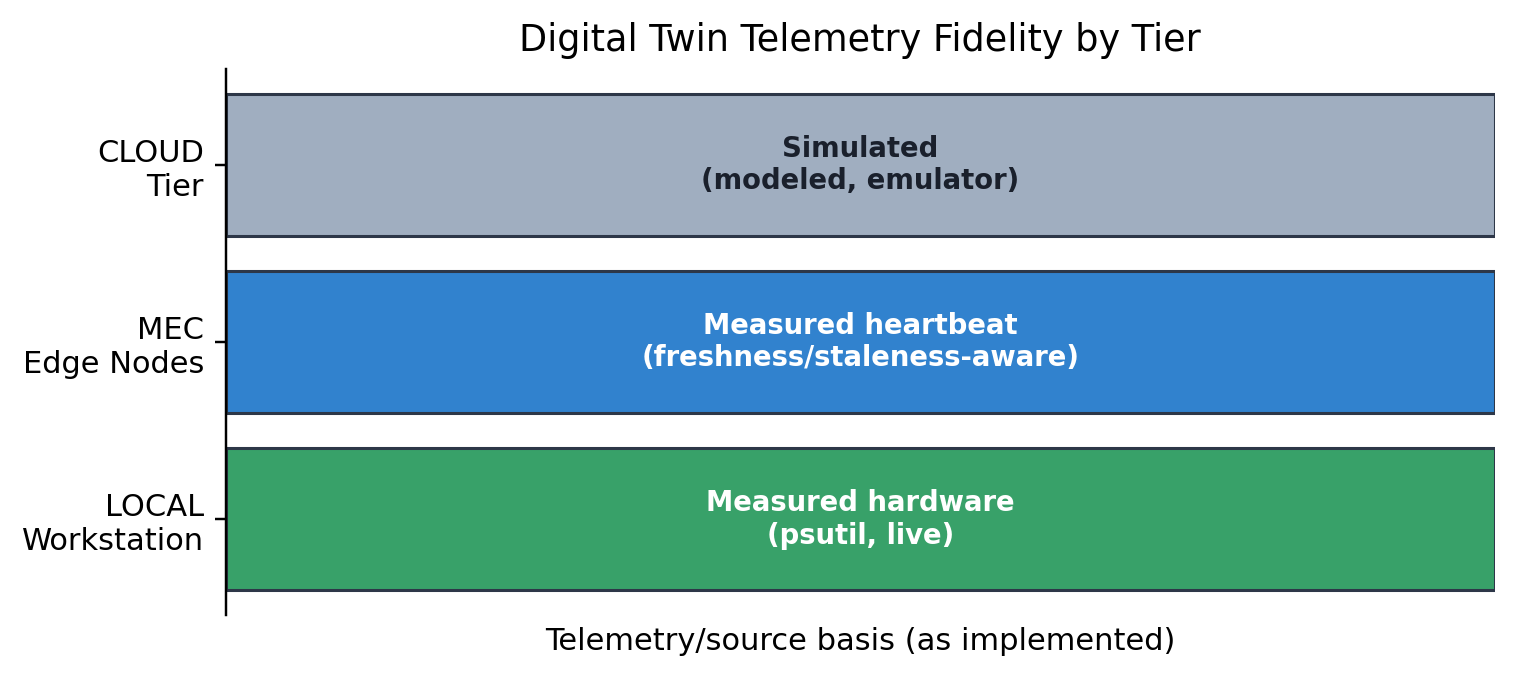 Digital Twin Telemetry Fidelity by Tier
CLOUD
Tier
Simulated
(modeled, emulator)
MEC
Edge Nodes
Measured heartbeat
(freshness/staleness-aware)
LOCAL
Workstation
Measured hardware
(psutil, live)
Telemetry/source basis (as implemented)